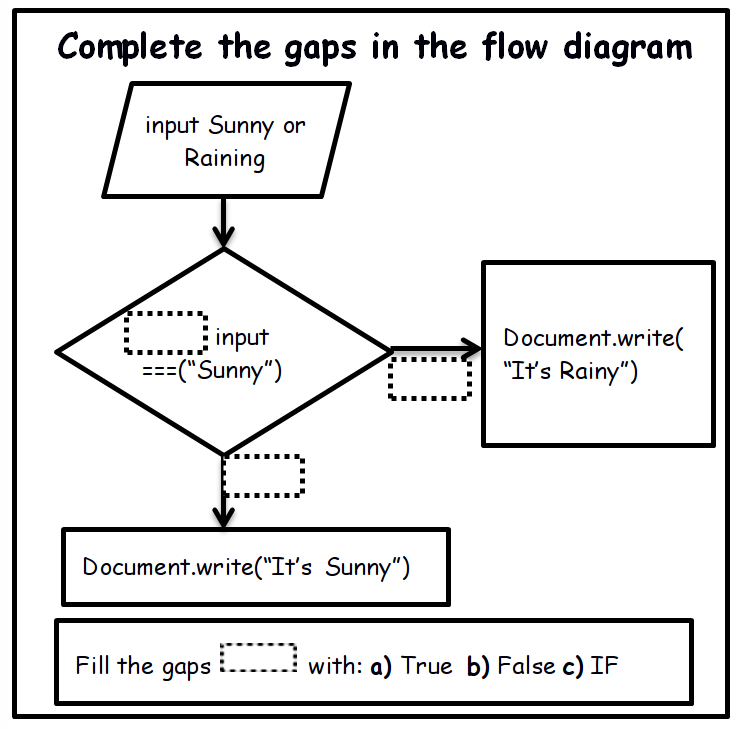 Complete the gaps in the flow diagram
input Sunny or
Raining
input
===(“Sunny”)
Document.write(
“It’s Rainy”)
Document.write(“It’s Sunny”)
Fill the gaps with: a) True b) False c) IF